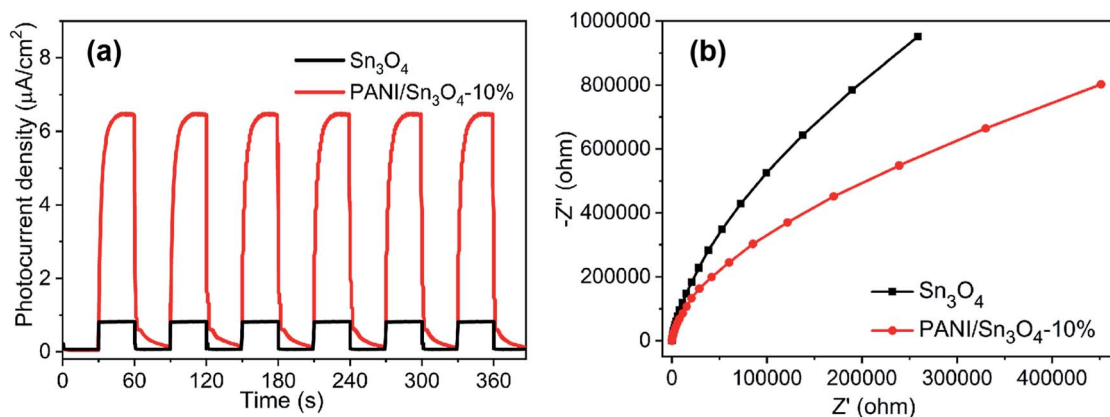 (a)
Sn₃O₄
PANI/Sn₃O₄-10%
Photocurrent density (μA/cm²)
8
6
4
2
0
0 60 120 180 240 300 360
Time (s)
(b)
Sn₃O₄
PANI/Sn₃O₄-10%
-Z'' (ohm)
1000000
800000
600000
400000
200000
0
0 100000 200000 300000 400000
Z' (ohm)